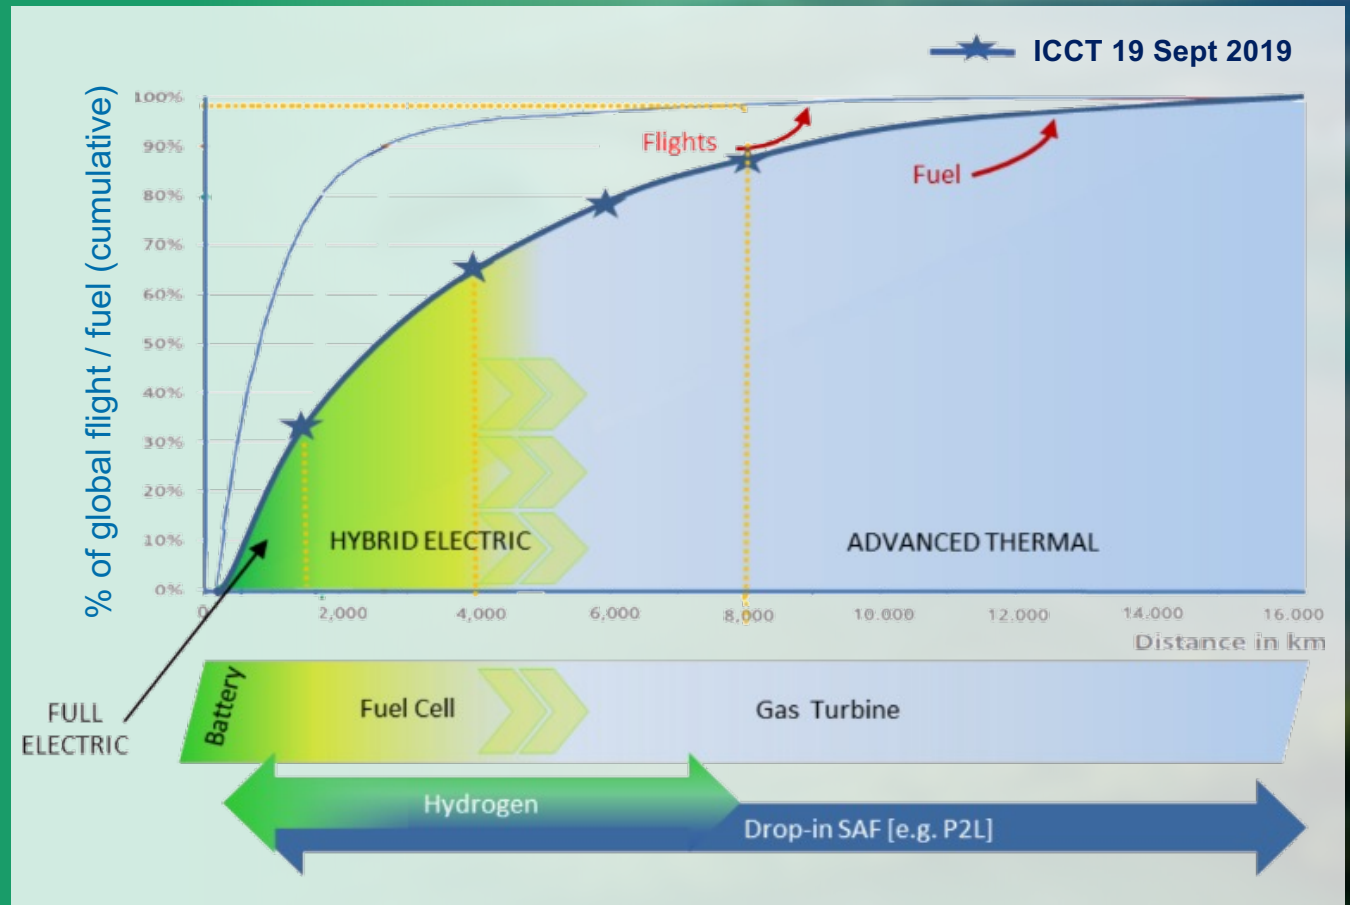 ICCT 19 Sept 2019
% of global flight / fuel (cumulative)
100%
90%
80%
70%
60%
50%
40%
30%
20%
10%
0%
Flights
Fuel
HYBRID ELECTRIC
ADVANCED THERMAL
0
2,000
4,000
6,000
8,000
10.000
12.000
14.000
16.000
Distance in km
FULL
ELECTRIC
Battery
Fuel Cell
Gas Turbine
Hydrogen
Drop-in SAF [e.g. P2L]